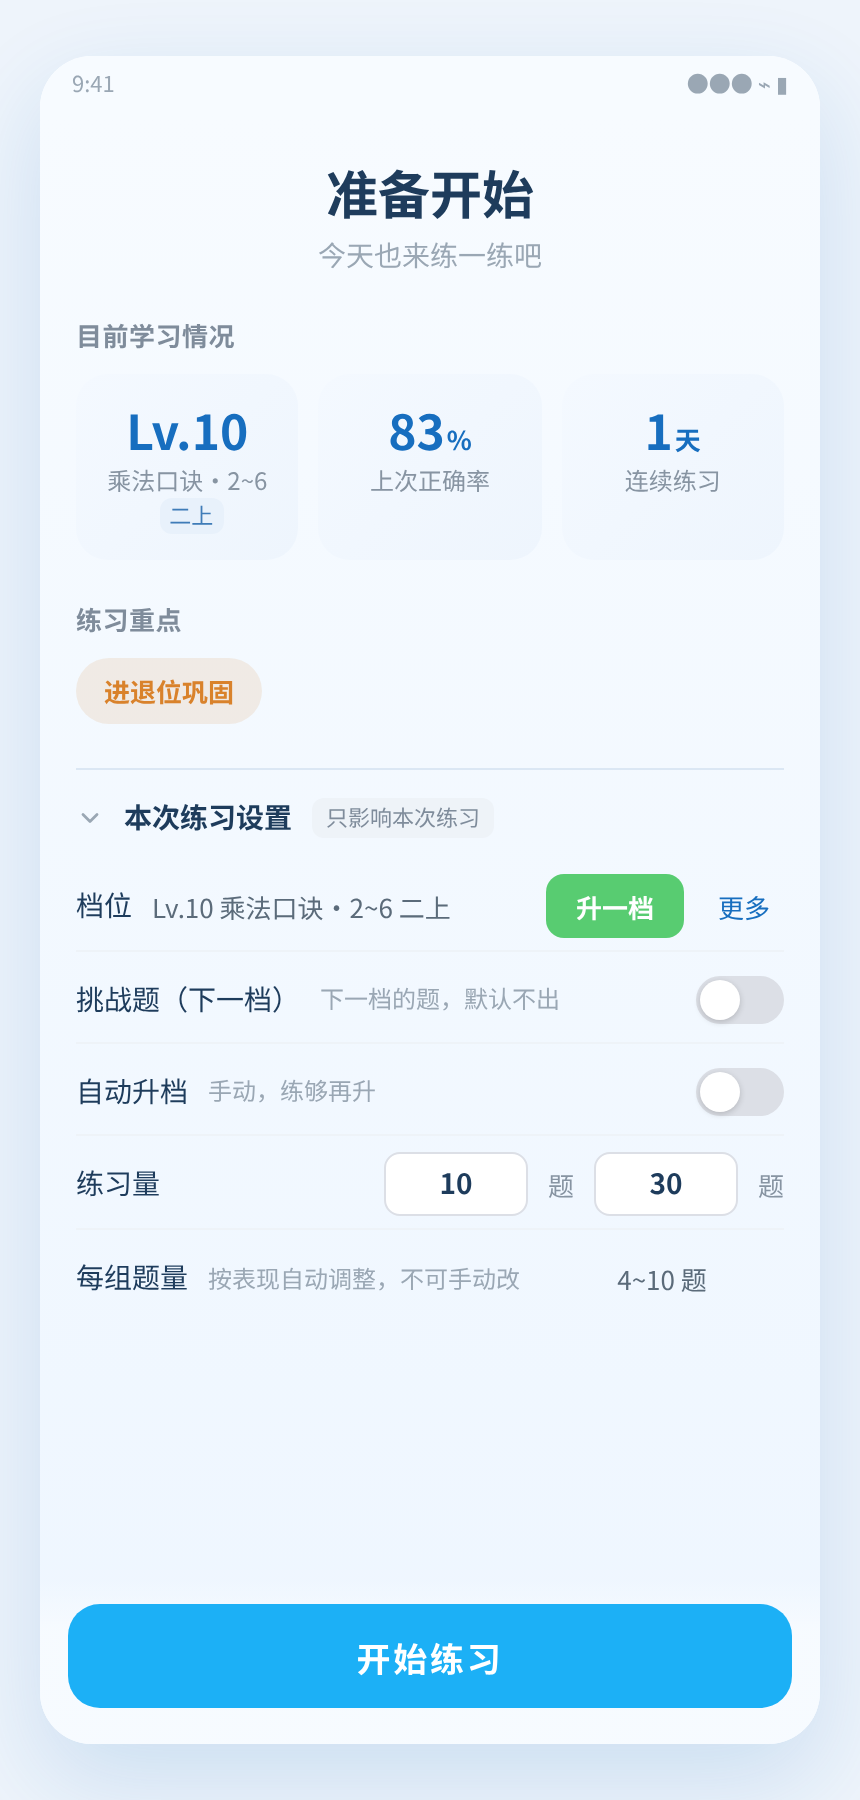 9:41
准备开始
今天也来练一练吧
目前学习情况
Lv.10
乘法口诀·2~6
二上
83%
上次正确率
1天
连续练习
练习重点
进退位巩固
本次练习设置 只影响本次练习
档位 Lv.10 乘法口诀·2~6 二上 升一档 更多
挑战题（下一档） 下一档的题，默认不出
自动升档 手动，练够再升
练习量 10 题 30 题
每组题量 按表现自动调整，不可手动改 4~10 题
开始练习